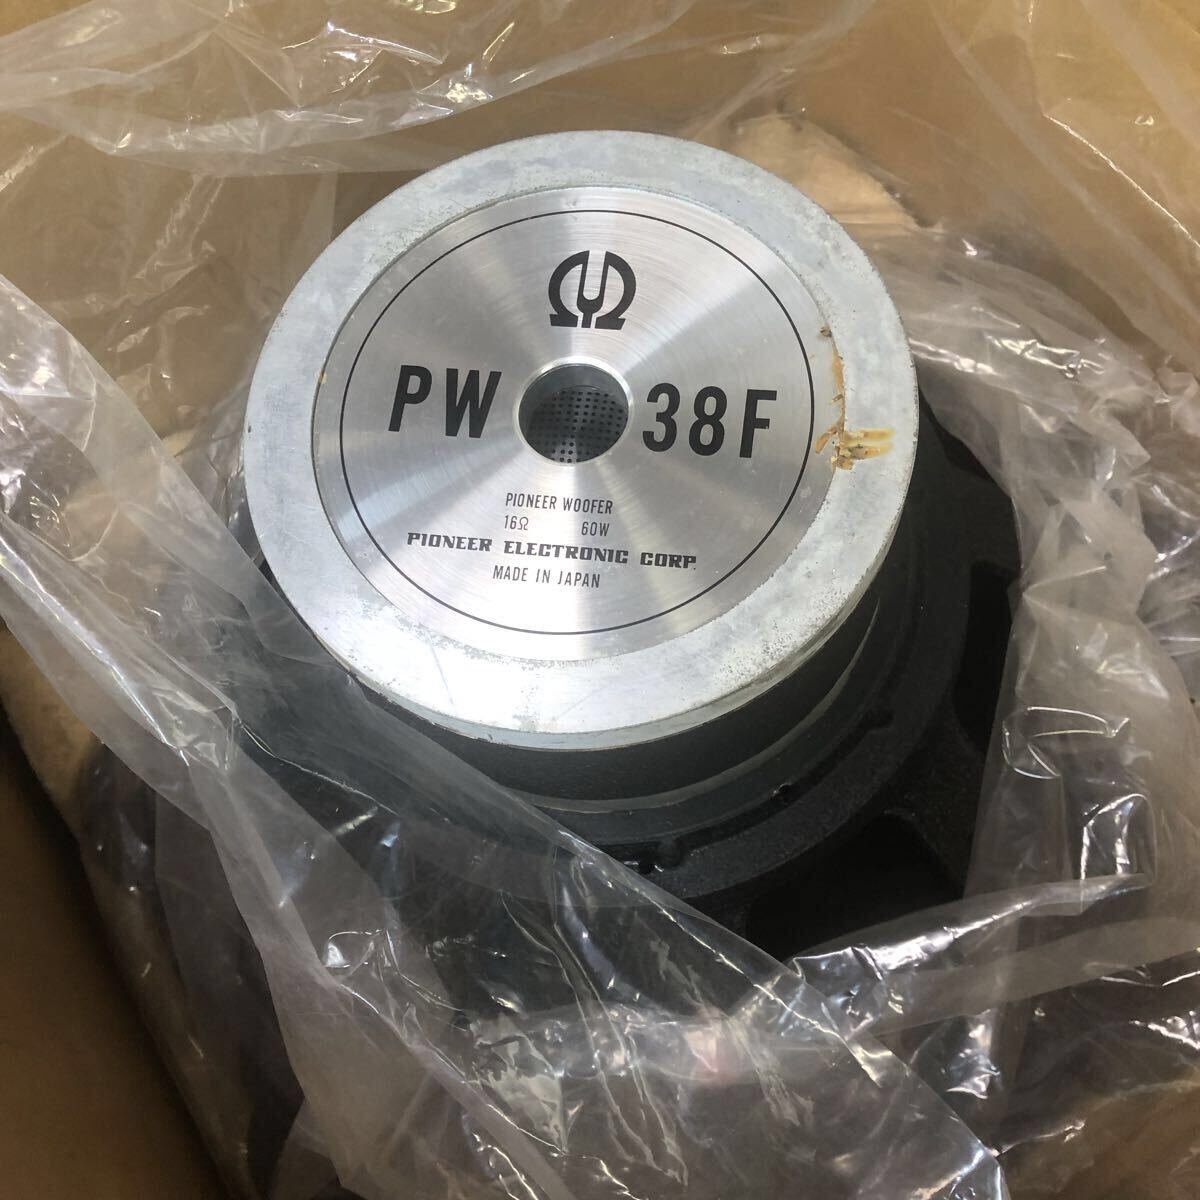 PW 38F
PIONEER WOOFER
16Ω 60W
PIONEER ELECTRONIC CORP.
MADE IN JAPAN